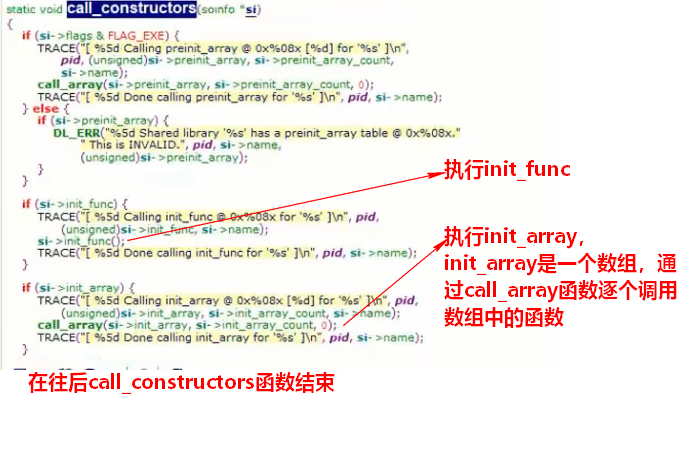 static void call_constructors(soinfo *si)
{
if (si->flags & FLAG_EXE) {
TRACE("[ %5d Calling preinit_array @ 0x%08x [%d] for '%s' ]\n",
pid, (unsigned)si->preinit_array, si->preinit_array_count,
si->name);
call_array(si->preinit_array, si->preinit_array_count, 0);
TRACE("[ %5d Done calling preinit_array for '%s' ]\n", pid, si->name);
} else {
if (si->preinit_array) {
DL_ERR("%5d Shared library '%s' has a preinit_array table @ 0x%08x."
" This is INVALID.", pid, si->name,
(unsigned)si->preinit_array);
}
}
执行init_func
if (si->init_func) {
TRACE("[ %5d Calling init_func @ 0x%08x for '%s' ]\n", pid,
(unsigned)si->init_func, si->name);
si->init_func();
TRACE("[ %5d Done calling init_func for '%s' ]\n", pid, si->name);
}
执行init_array,
init_array是一个数组，通
过call_array函数逐个调用
数组中的函数
if (si->init_array) {
TRACE("[ %5d Calling init_array @ 0x%08x [%d] for '%s' ]\n", pid,
(unsigned)si->init_array, si->init_array_count, si->name);
call_array(si->init_array, si->init_array_count, 0);
TRACE("[ %5d Done calling init_array for '%s' ]\n", pid, si->name);
}
在往后call_constructors函数结束